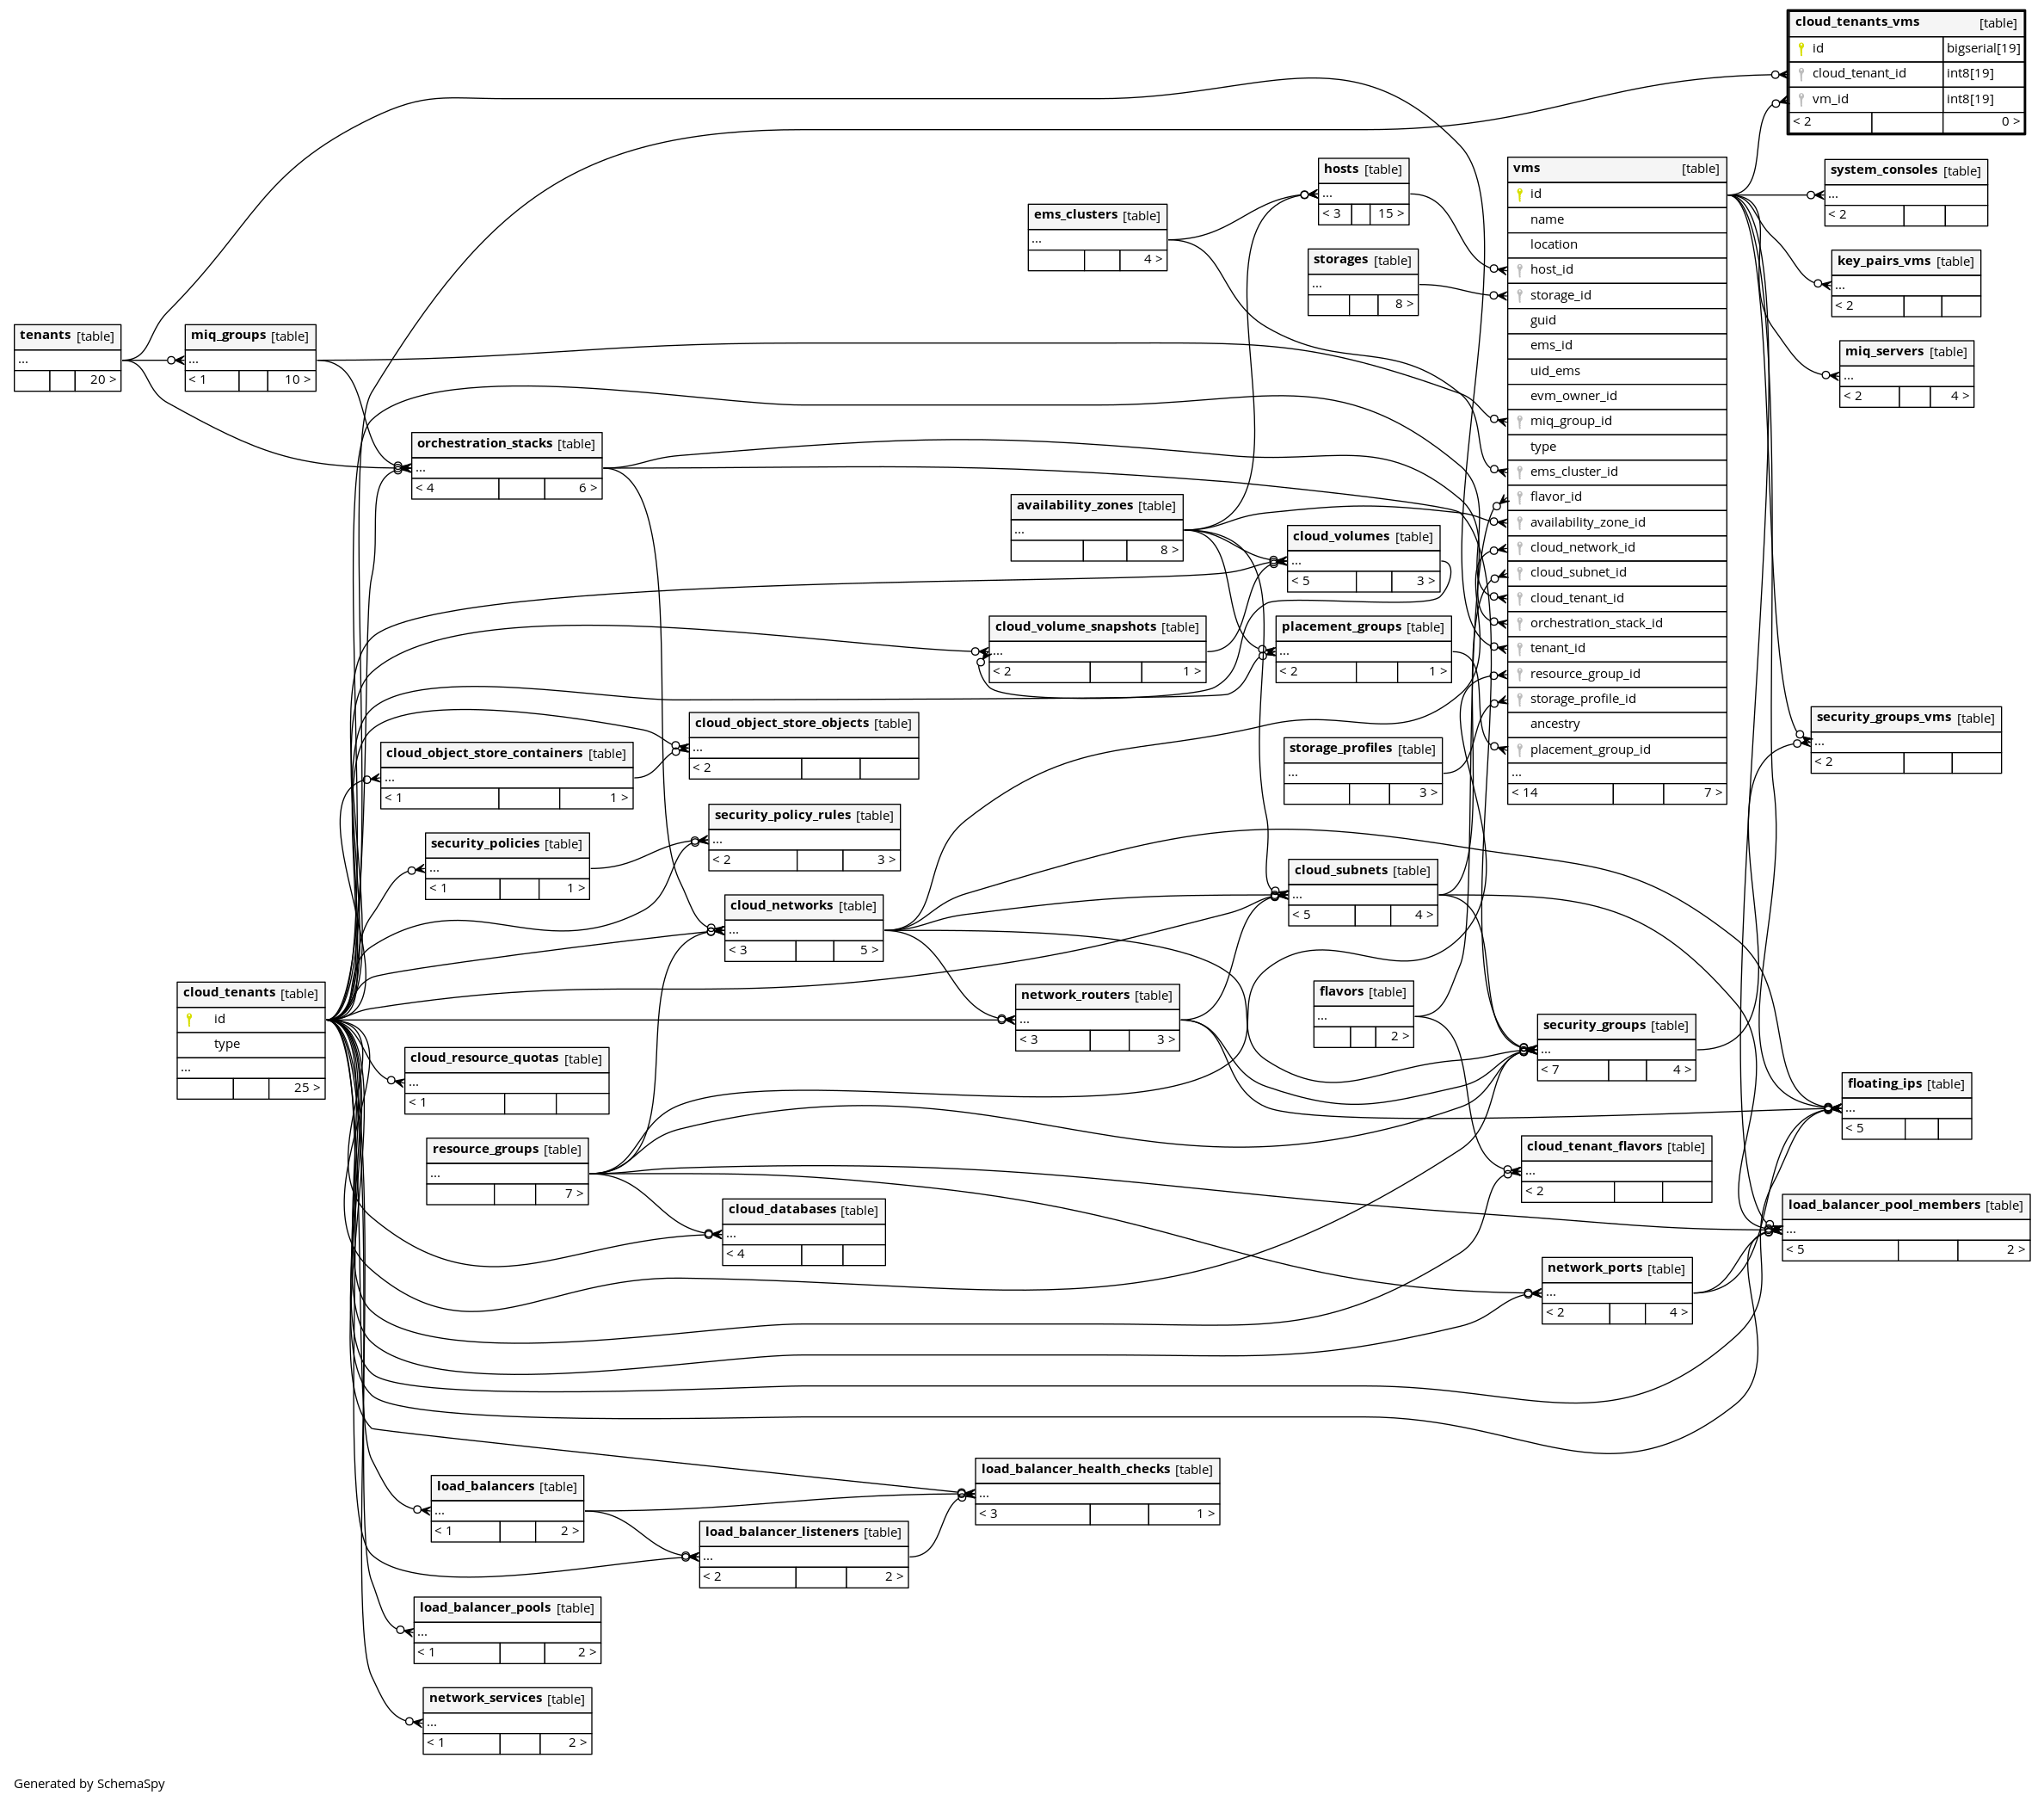 cloud_tenants_vms [table]
id bigserial[19]
cloud_tenant_id int8[19]
vm_id int8[19]
< 2 0 >
vms [table]
id
name
location
host_id
storage_id
guid
ems_id
uid_ems
evm_owner_id
miq_group_id
type
ems_cluster_id
flavor_id
availability_zone_id
cloud_network_id
cloud_subnet_id
cloud_tenant_id
orchestration_stack_id
tenant_id
resource_group_id
storage_profile_id
ancestry
placement_group_id
...
< 14 7 >
hosts [table]
...
< 3 15 >
system_consoles [table]
...
< 2
ems_clusters [table]
...
4 >
storages [table]
...
8 >
key_pairs_vms [table]
...
< 2
tenants [table]
...
20 >
miq_groups [table]
...
< 1 10 >
miq_servers [table]
...
< 2 4 >
orchestration_stacks [table]
...
< 4 6 >
availability_zones [table]
...
8 >
cloud_volumes [table]
...
< 5 3 >
cloud_volume_snapshots [table]
...
< 2 1 >
placement_groups [table]
...
< 2 1 >
cloud_object_store_objects [table]
...
< 2
security_groups_vms [table]
...
< 2
cloud_object_store_containers [table]
...
< 1 1 >
storage_profiles [table]
...
3 >
security_policy_rules [table]
...
< 2 3 >
security_policies [table]
...
< 1 1 >
cloud_subnets [table]
...
< 5 4 >
cloud_networks [table]
...
< 3 5 >
cloud_tenants [table]
id
type
...
25 >
network_routers [table]
...
< 3 3 >
flavors [table]
...
2 >
security_groups [table]
...
< 7 4 >
cloud_resource_quotas [table]
...
< 1
floating_ips [table]
...
< 5
resource_groups [table]
...
7 >
cloud_tenant_flavors [table]
...
< 2
cloud_databases [table]
...
< 4
load_balancer_pool_members [table]
...
< 5 2 >
network_ports [table]
...
< 2 4 >
load_balancer_health_checks [table]
...
< 3 1 >
load_balancers [table]
...
< 1 2 >
load_balancer_listeners [table]
...
< 2 2 >
load_balancer_pools [table]
...
< 1 2 >
network_services [table]
...
< 1 2 >
Generated by SchemaSpy